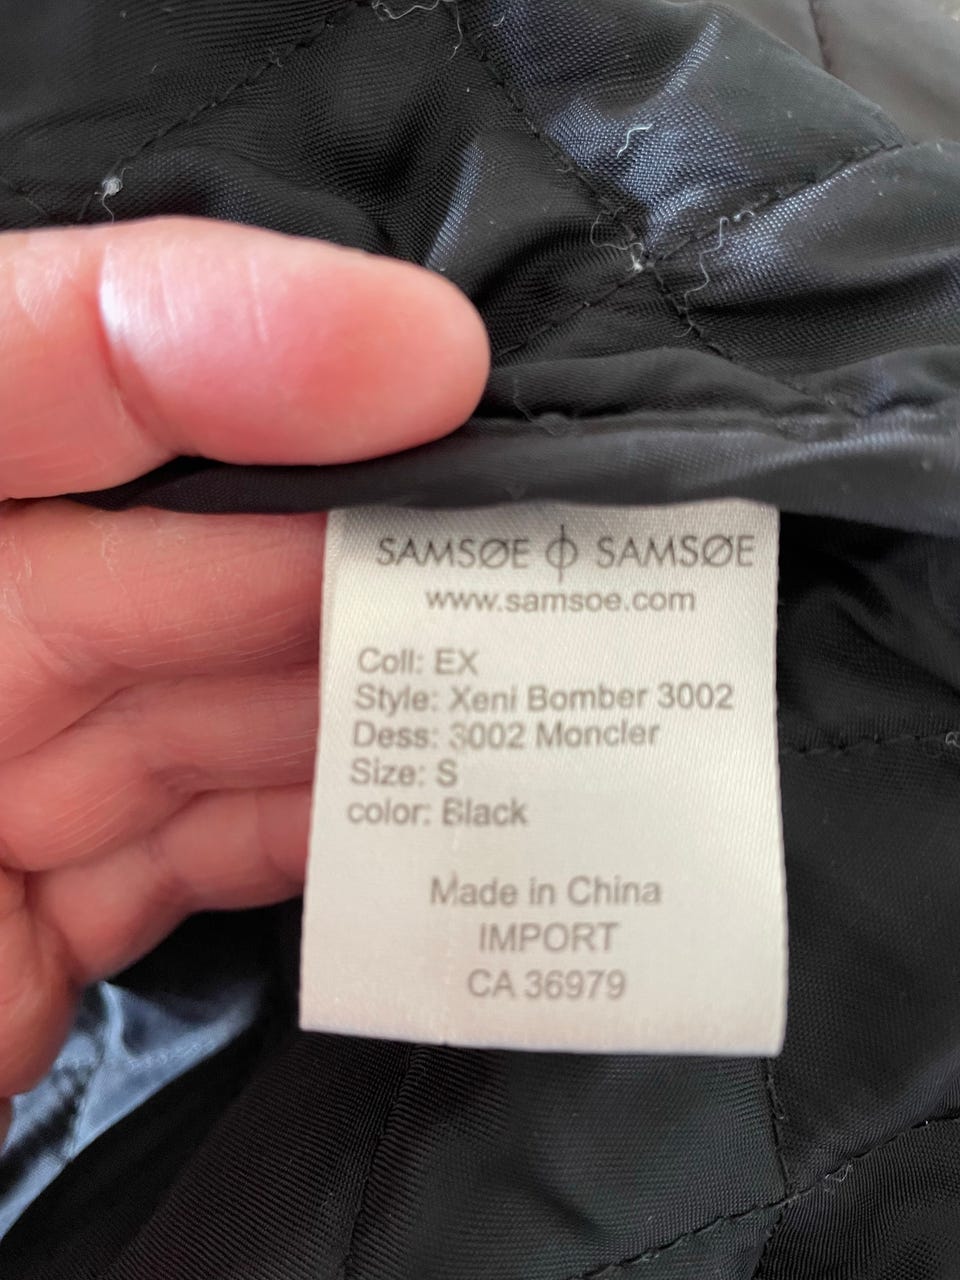 SAMSØE ϕ SAMSØE
www.samsoe.com
Coll: EX
Style: Xeni Bomber 3002
Dess: 3002 Moncler
Size: S
color: Black
Made in China
IMPORT
CA 36979